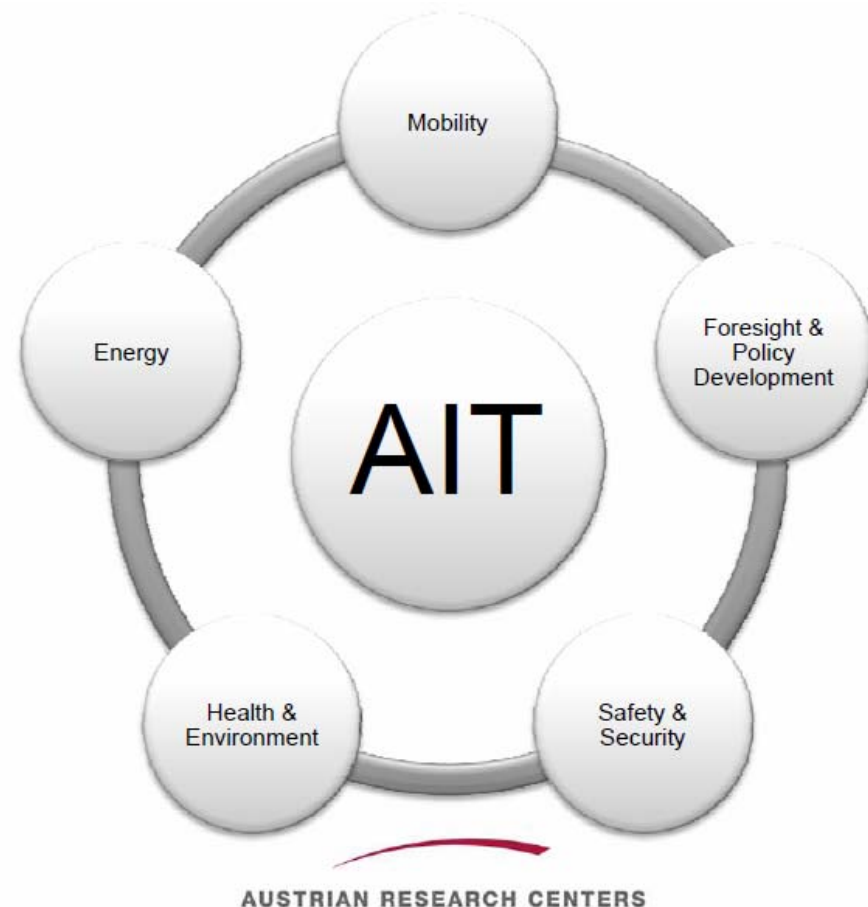 Mobility
Foresight &
Policy
Development
Energy
AIT
Health &
Environment
Safety &
Security
AUSTRIAN RESEARCH CENTERS